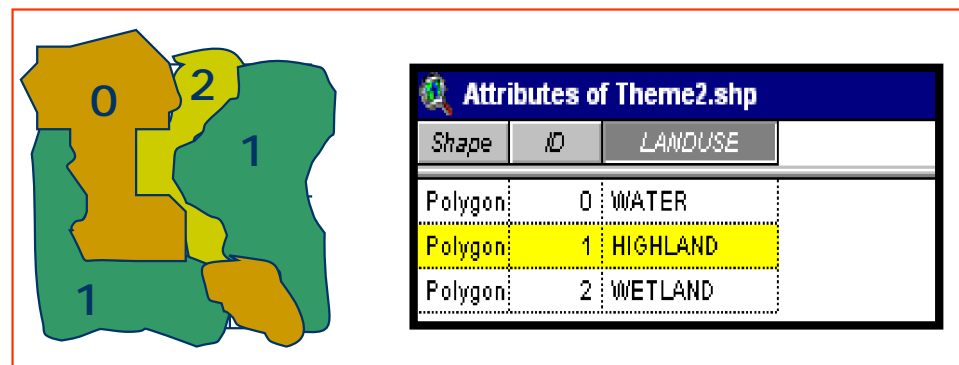 0
2
1
1
Attributes of Theme2.shp
Shape ID LANDUSE
Polygon 0 WATER
Polygon 1 HIGHLAND
Polygon 2 WETLAND